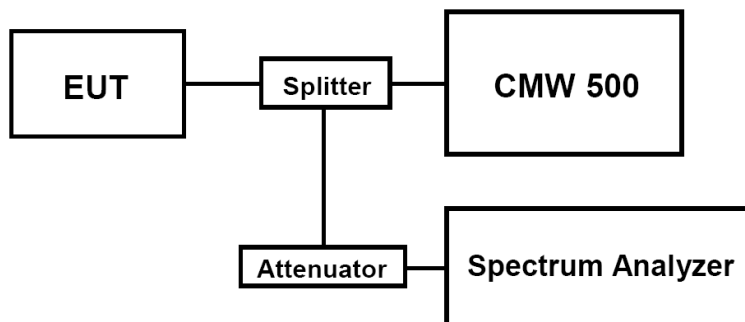 EUT
Splitter
CMW 500
Attenuator
Spectrum Analyzer